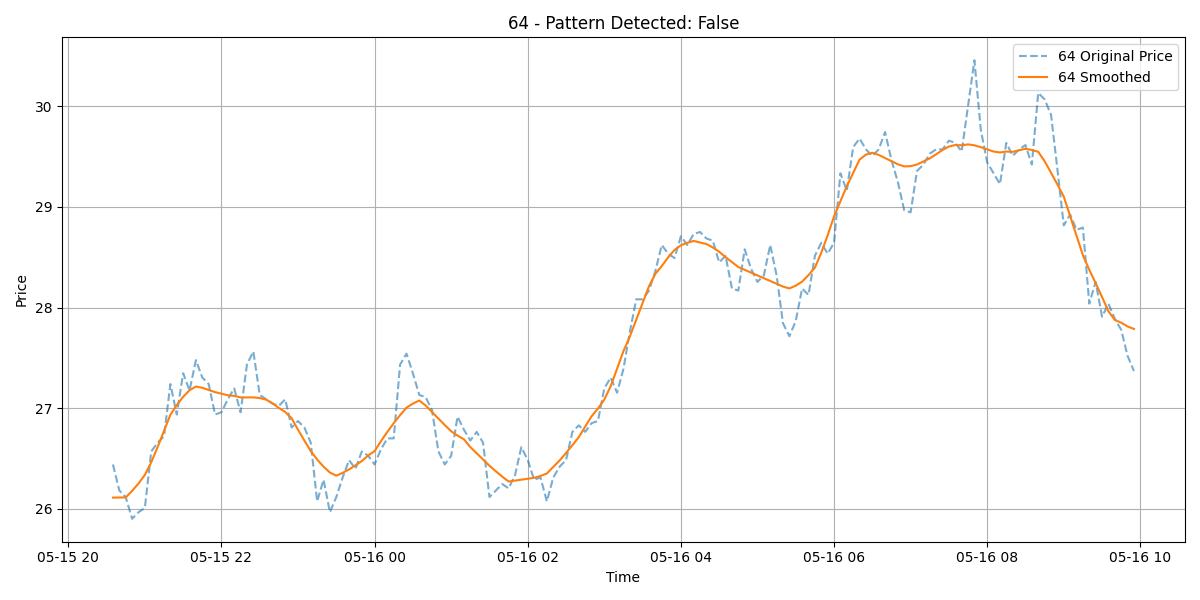 64 - Pattern Detected: False
64 Original Price
64 Smoothed
Price
30
29
28
27
26
05-15 20
05-15 22
05-16 00
05-16 02
05-16 04
05-16 06
05-16 08
05-16 10
Time